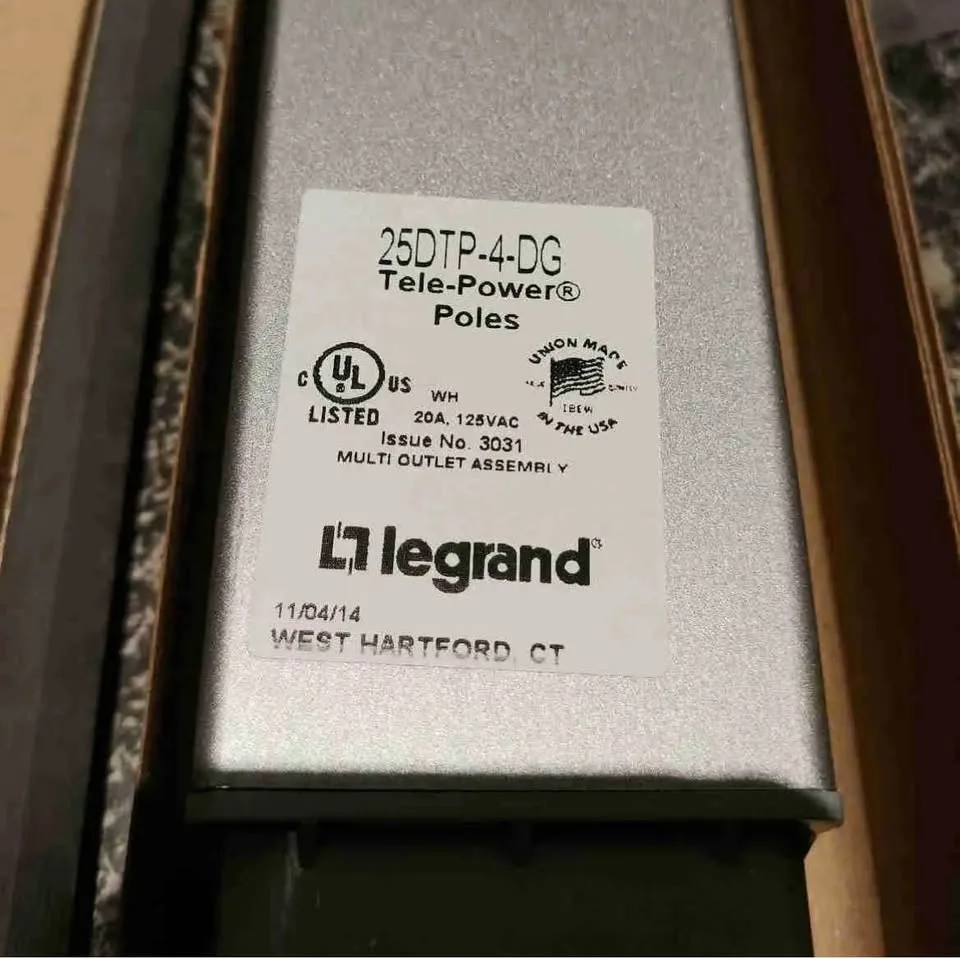 25DTP-4-DG
Tele-Power®
Poles
UNION MADE
IBEW
IN THE USA
C UL ® US
LISTED
WH
20A, 125VAC
Issue No. 3031
MULTI OUTLET ASSEMBLY
legrand®
11/04/14
WEST HARTFORD, CT